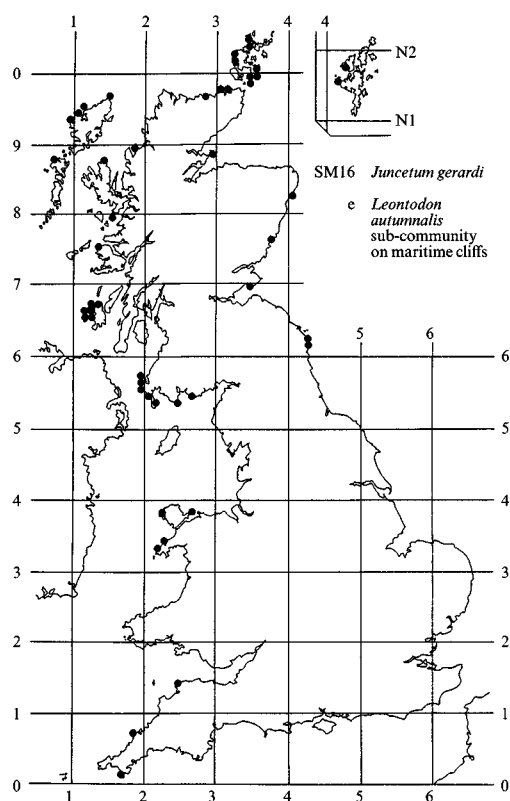 1 2 3 4 4
0 N2
N1
9
SM16 Juncetum gerardi
e Leontodon
autumnalis
sub-community
on maritime cliffs
8
7
5 6
6 6
5 5
4 4
3 3
2 2
1 1
0 0
1 2 3 4 5 6